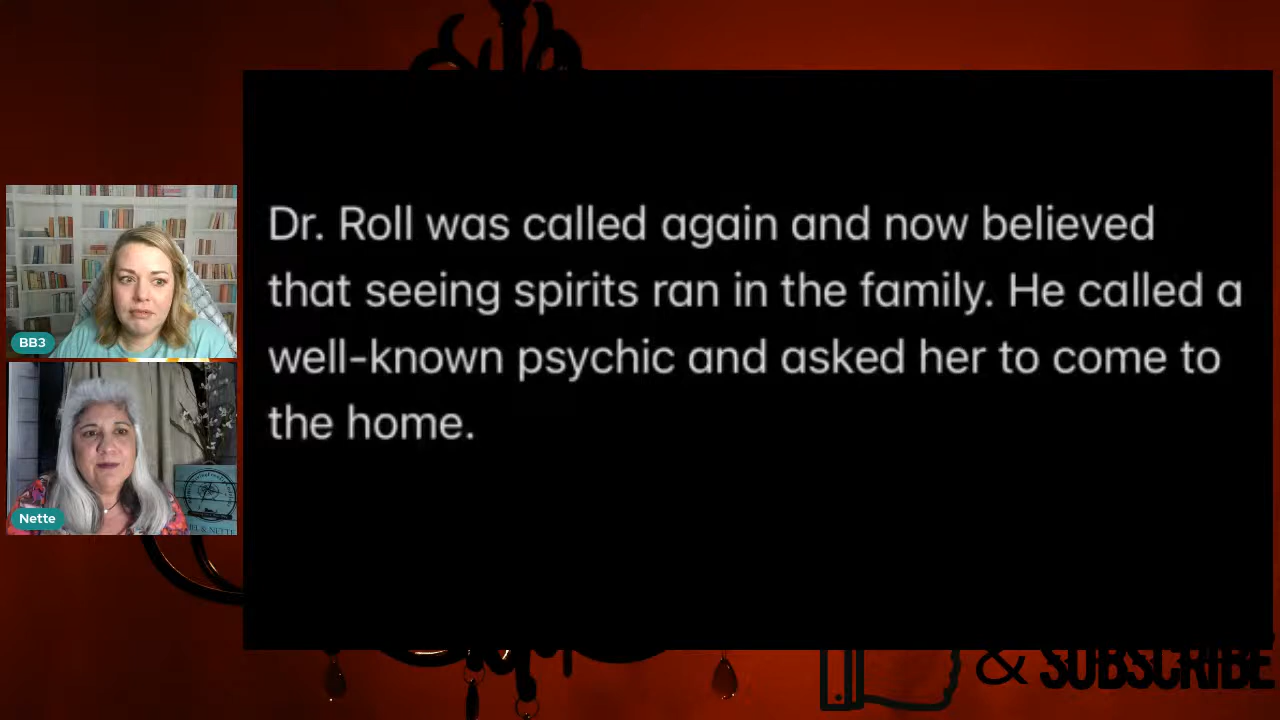 Dr. Roll was called again and now believed
that seeing spirits ran in the family. He called a
well-known psychic and asked her to come to
the home.
BB3
Nette
& SUBSCRIBE